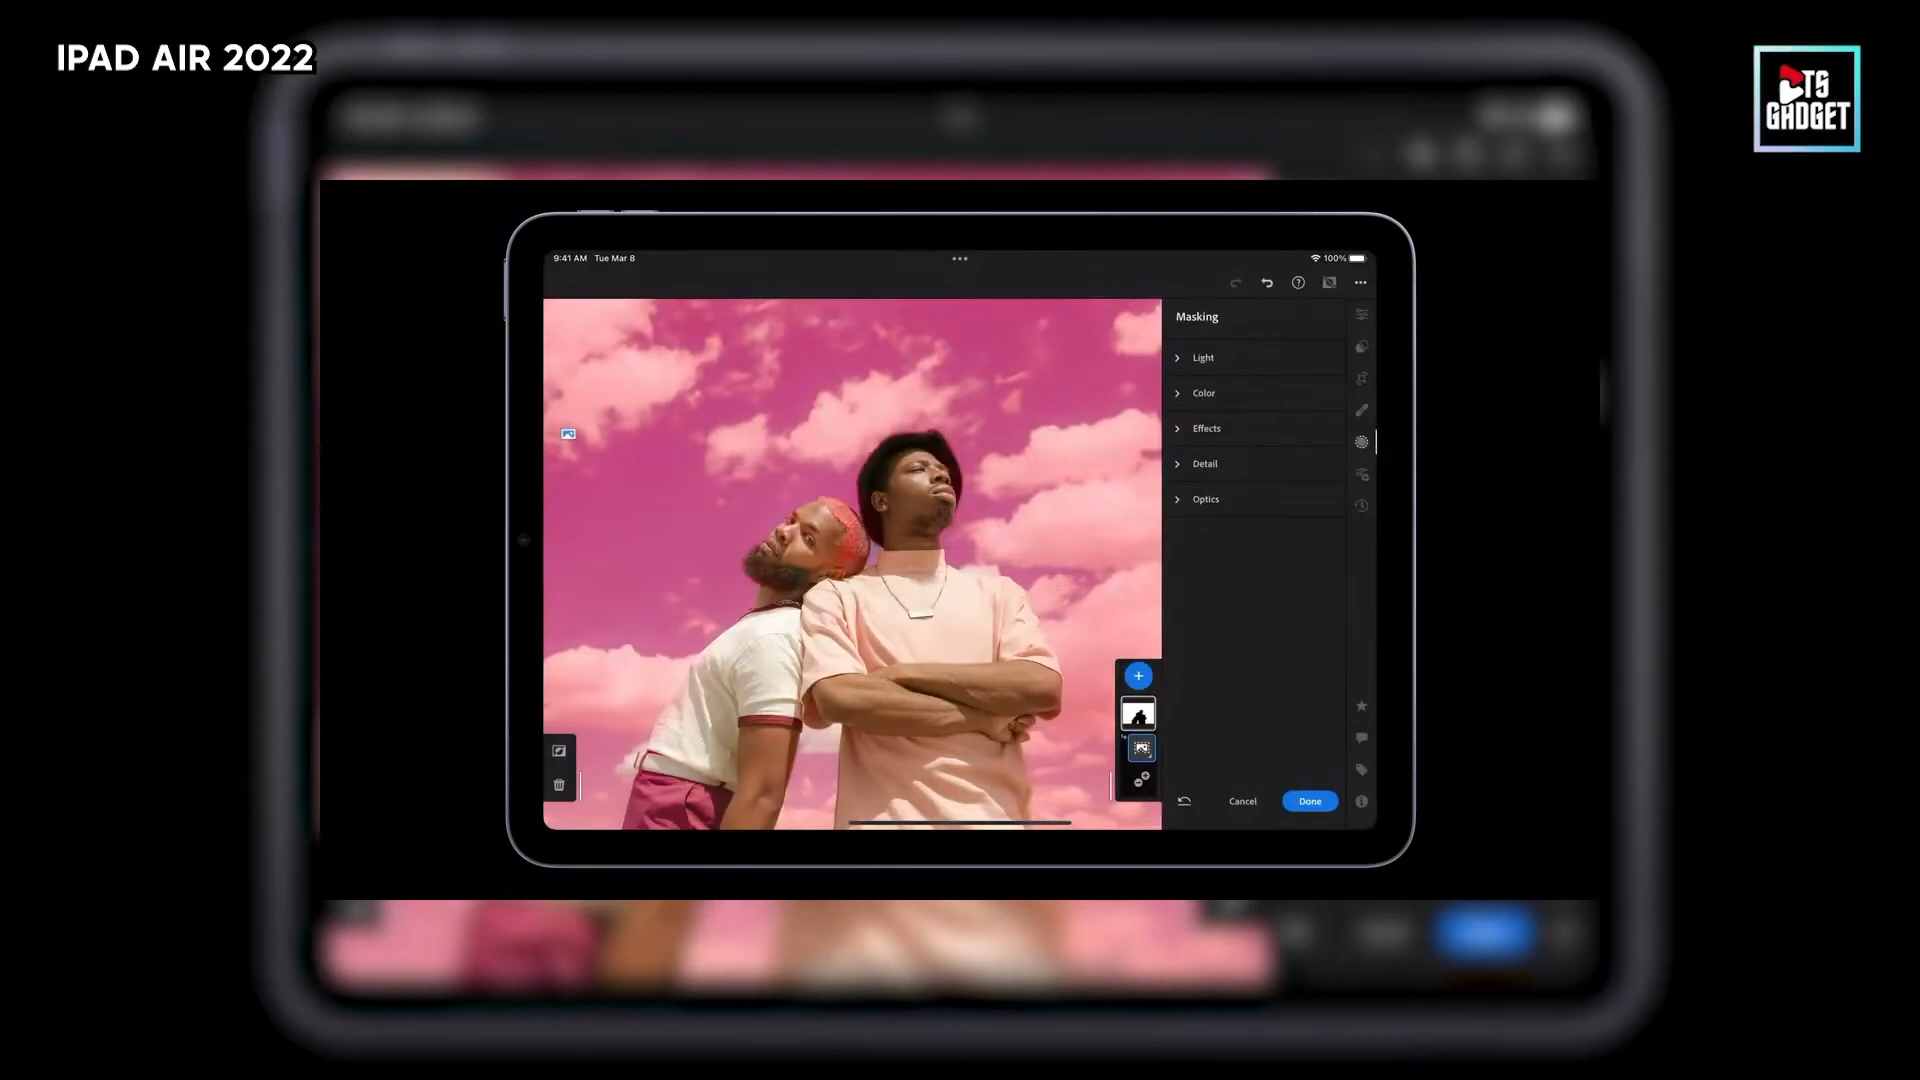 IPAD AIR 2022
TS
GADGET
9:41 AM Tue Mar 8
100%
Masking
Light
Color
Effects
Detail
Optics
Cancel
Done